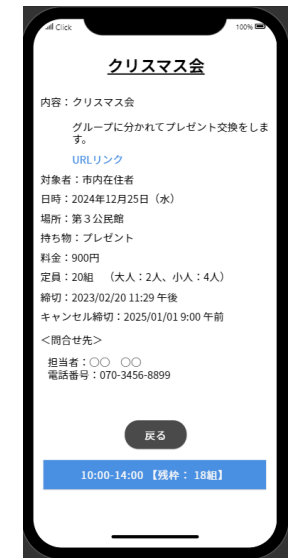 Click
100%
クリスマス会
内容：クリスマス会
グループに分かれてプレゼント交換をしま
す。
URLリンク
対象者：市内在住者
日時：2024年12月25日（水）
場所：第３公民館
持ち物：プレゼント
料金：900円
定員：20組　（大人：2人、小人：4人）
締切：2023/02/20 11:29 午後
キャンセル締切：2025/01/01 9:00 午前
＜問合せ先＞
担当者：○○　○○
電話番号：070-3456-8899
戻る
10:00-14:00 【残枠： 18組】